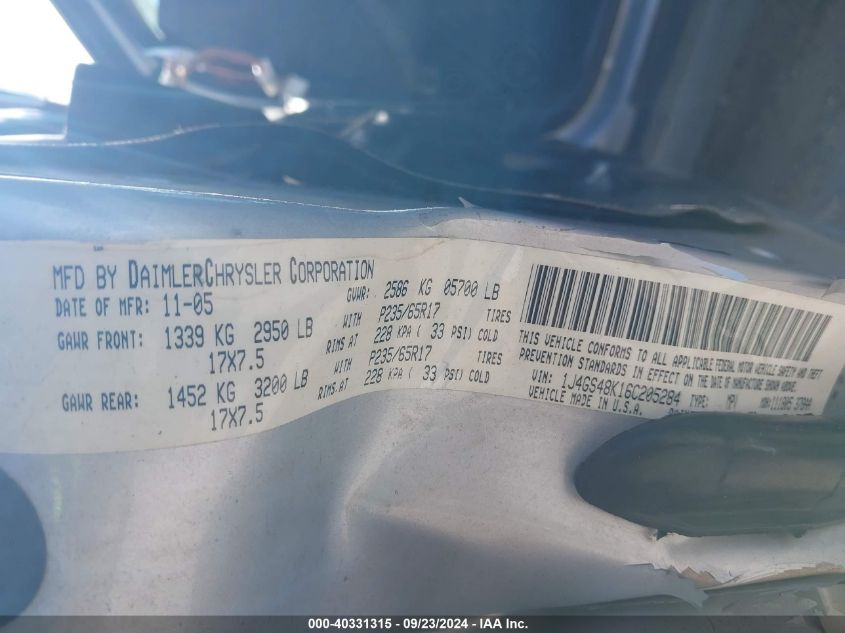 MFD BY DAIMLERCHRYSLER CORPORATION
DATE OF MFR: 11-05 GVWR: 2586 KG 05700 LB
GAWR FRONT: 1339 KG 2950 LB WITH P235/65R17 TIRES
17X7.5 RIMS AT 228 KPA ( 33 PSI) COLD
GAWR REAR: 1452 KG 3200 LB WITH P235/65R17 TIRES
17X7.5 RIMS AT 228 KPA ( 33 PSI) COLD
THIS VEHICLE CONFORMS TO ALL APPLICABLE FEDERAL MOTOR VEHICLE SAFETY AND THEFT
PREVENTION STANDARDS IN EFFECT ON THE DATE OF MANUFACTURE SHOWN ABOVE.
VIN: 1J4GS48K16C205284 TYPE: MPV MDH:
VEHICLE MADE IN U.S.A.
000-40331315 - 09/23/2024 - IAA Inc.